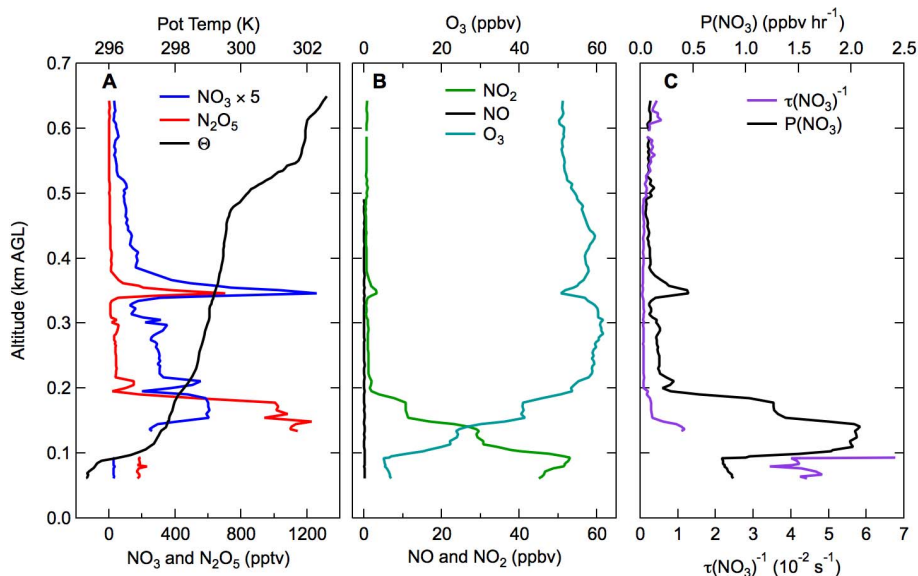 Pot Temp (K)
296 298 300 302
O3 (ppbv)
0 20 40 60
P(NO3) (ppbv hr-1)
0.0 0.5 1.0 1.5 2.0 2.5
Altitude (km AGL)
0.7
0.6
0.5
0.4
0.3
0.2
0.1
0.0
A
NO3 × 5
N2O5
Θ
B
NO2
NO
O3
C
τ(NO3)-1
P(NO3)
0 400 800 1200
NO3 and N2O5 (pptv)
0 20 40 60
NO and NO2 (ppbv)
0 1 2 3 4 5 6 7
τ(NO3)-1 (10-2 s-1)